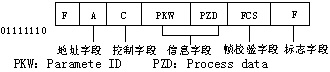 F A C PKW PZD FCS F
01111110
地址字段 控制字段 信息字段 帧校验字段 标志字段
PKW: Paramete ID PZD: Process data